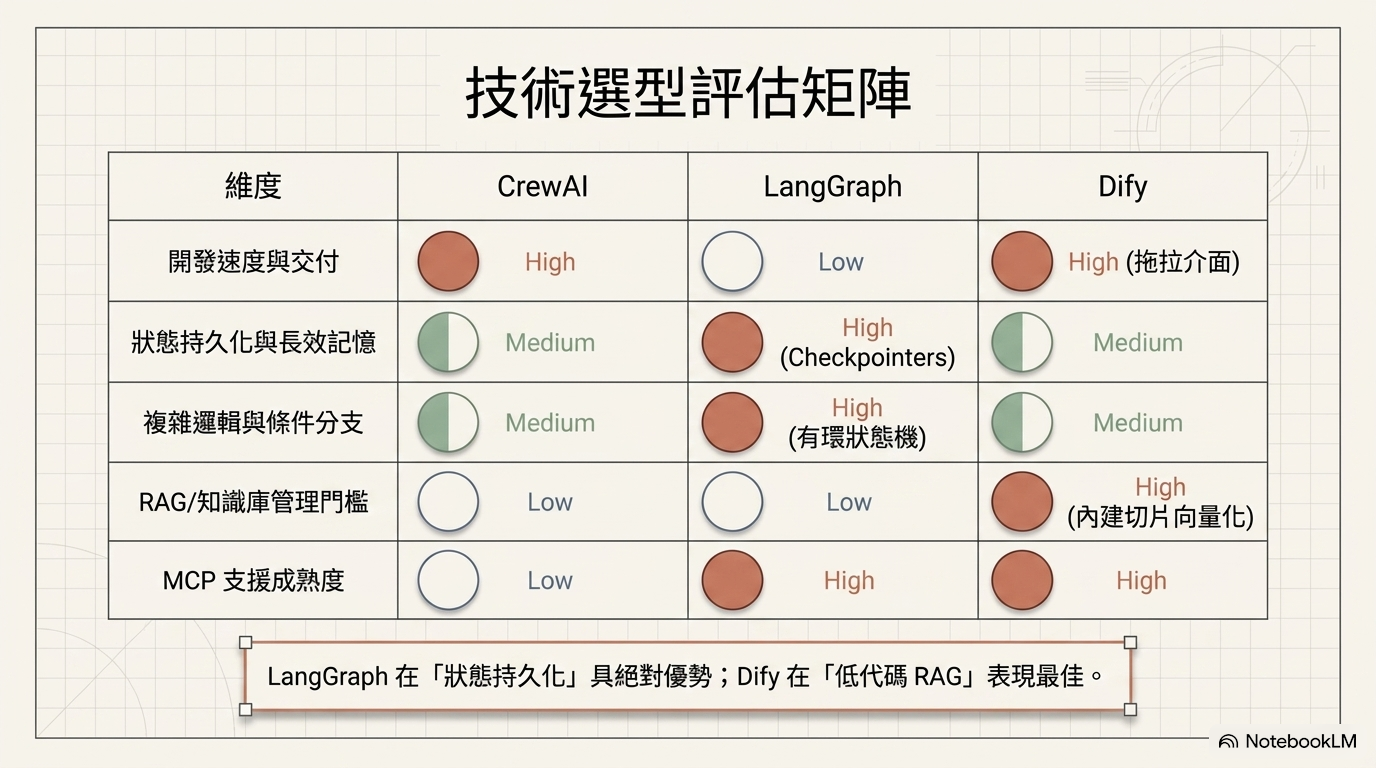 技術選型評估矩陣
維度
CrewAI
LangGraph
Dify
開發速度與交付
High
Low
High (拖拉介面)
狀態持久化與長效記憶
Medium
High
(Checkpointers)
Medium
複雜邏輯與條件分支
Medium
High
(有環狀態機)
Medium
RAG/知識庫管理門檻
Low
Low
High
(內建切片向量化)
MCP 支援成熟度
Low
High
High
LangGraph 在「狀態持久化」具絕對優勢；Dify 在「低代碼 RAG」表現最佳。
NotebookLM